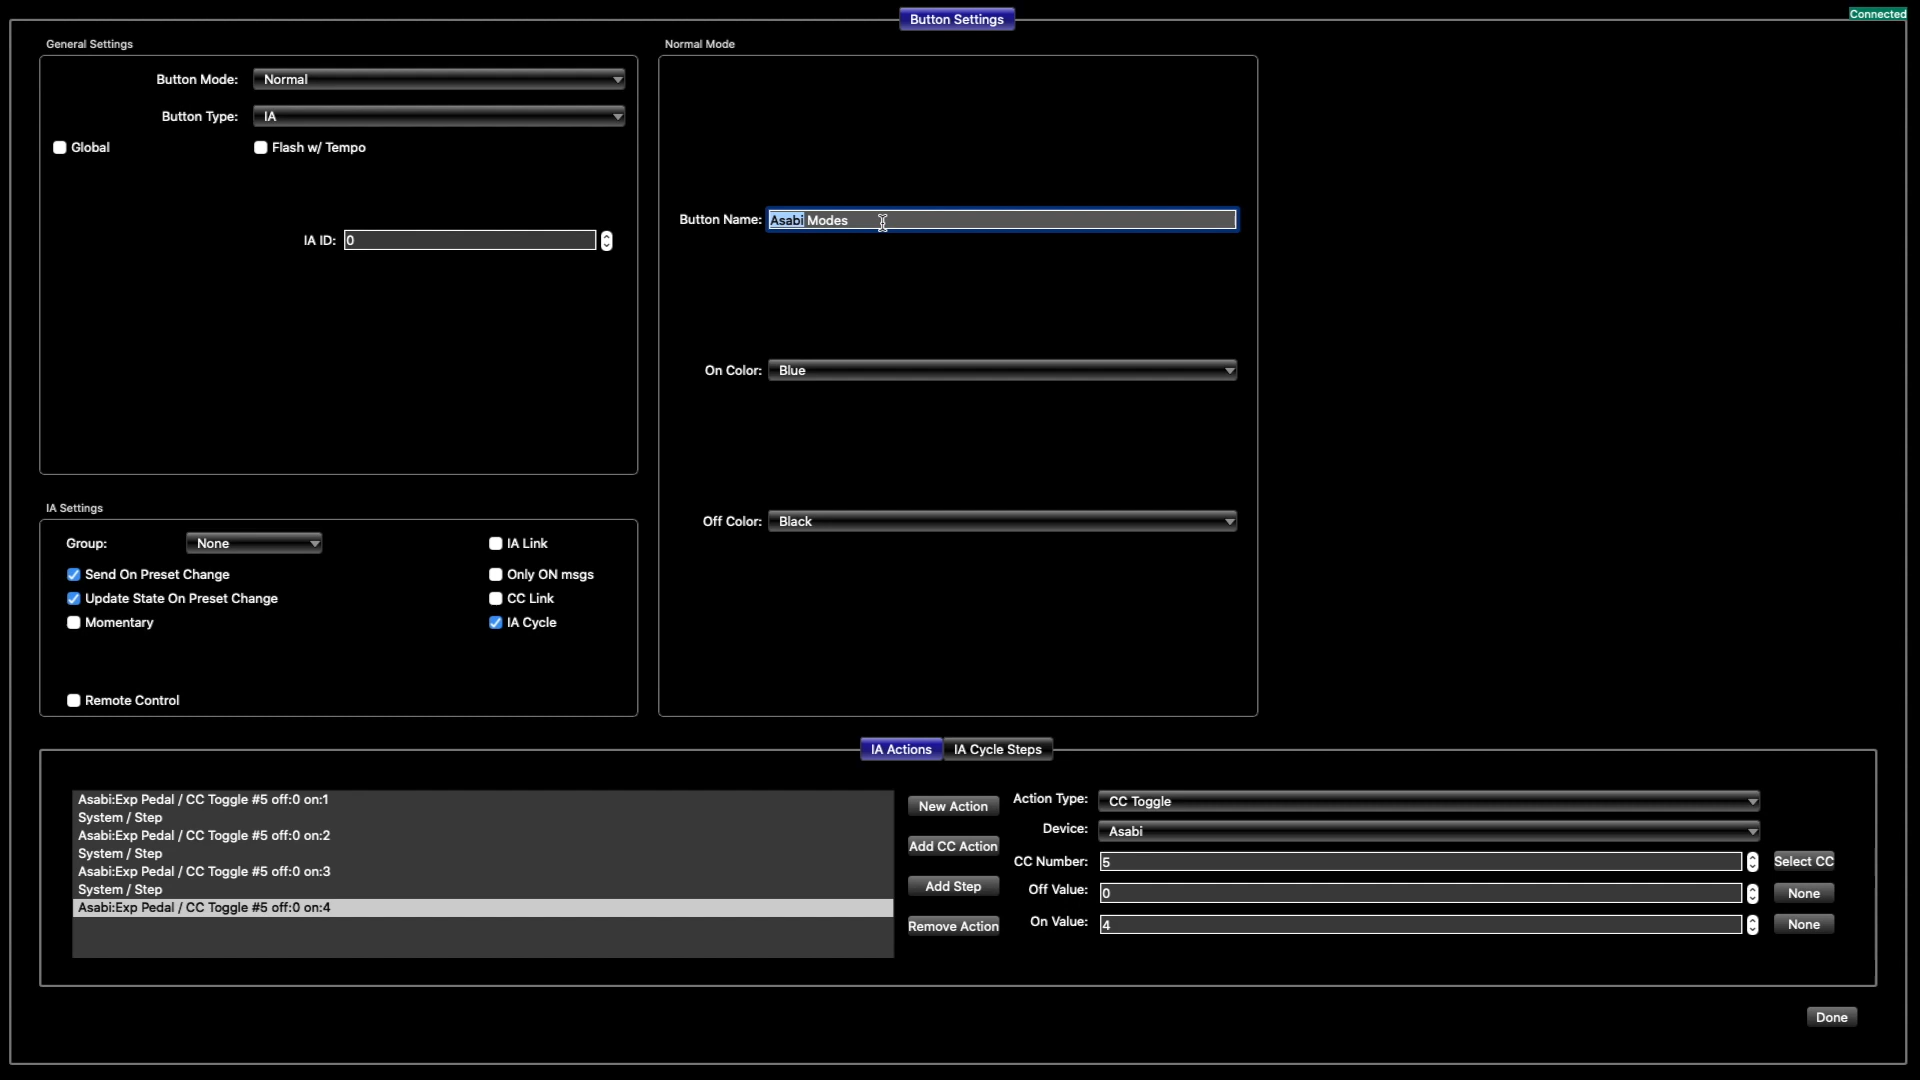 Button Settings
Connected
General Settings
Button Mode: Normal
Button Type: IA
Global
Flash w/ Tempo
IA ID: 0
Normal Mode
Button Name: Asabi Modes
On Color: Blue
Off Color: Black
IA Settings
Group: None
IA Link
Send On Preset Change
Only ON msgs
Update State On Preset Change
CC Link
Momentary
IA Cycle
Remote Control
IA Actions
IA Cycle Steps
Asabi:Exp Pedal / CC Toggle #5 off:0 on:1
System / Step
Asabi:Exp Pedal / CC Toggle #5 off:0 on:2
System / Step
Asabi:Exp Pedal / CC Toggle #5 off:0 on:3
System / Step
Asabi:Exp Pedal / CC Toggle #5 off:0 on:4
New Action
Add CC Action
Add Step
Remove Action
Action Type: CC Toggle
Device: Asabi
CC Number: 5 Select CC
Off Value: 0 None
On Value: 4 None
Done